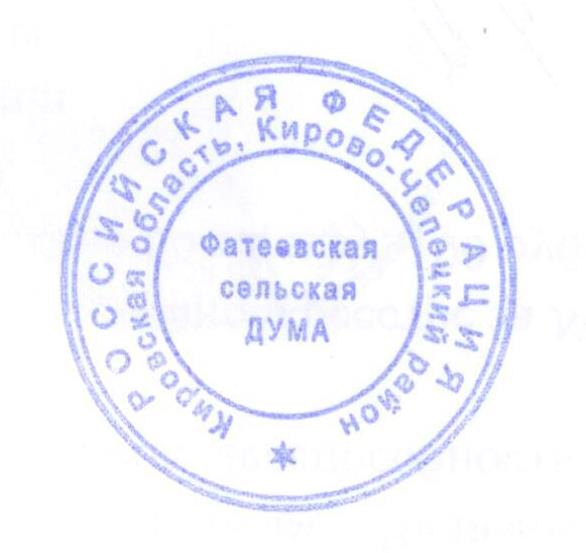 РОССИЙСКАЯ ФЕДЕРАЦИЯ
Кировская область, Кирово-Чепецкий район
Фатеевская
сельская
ДУМА